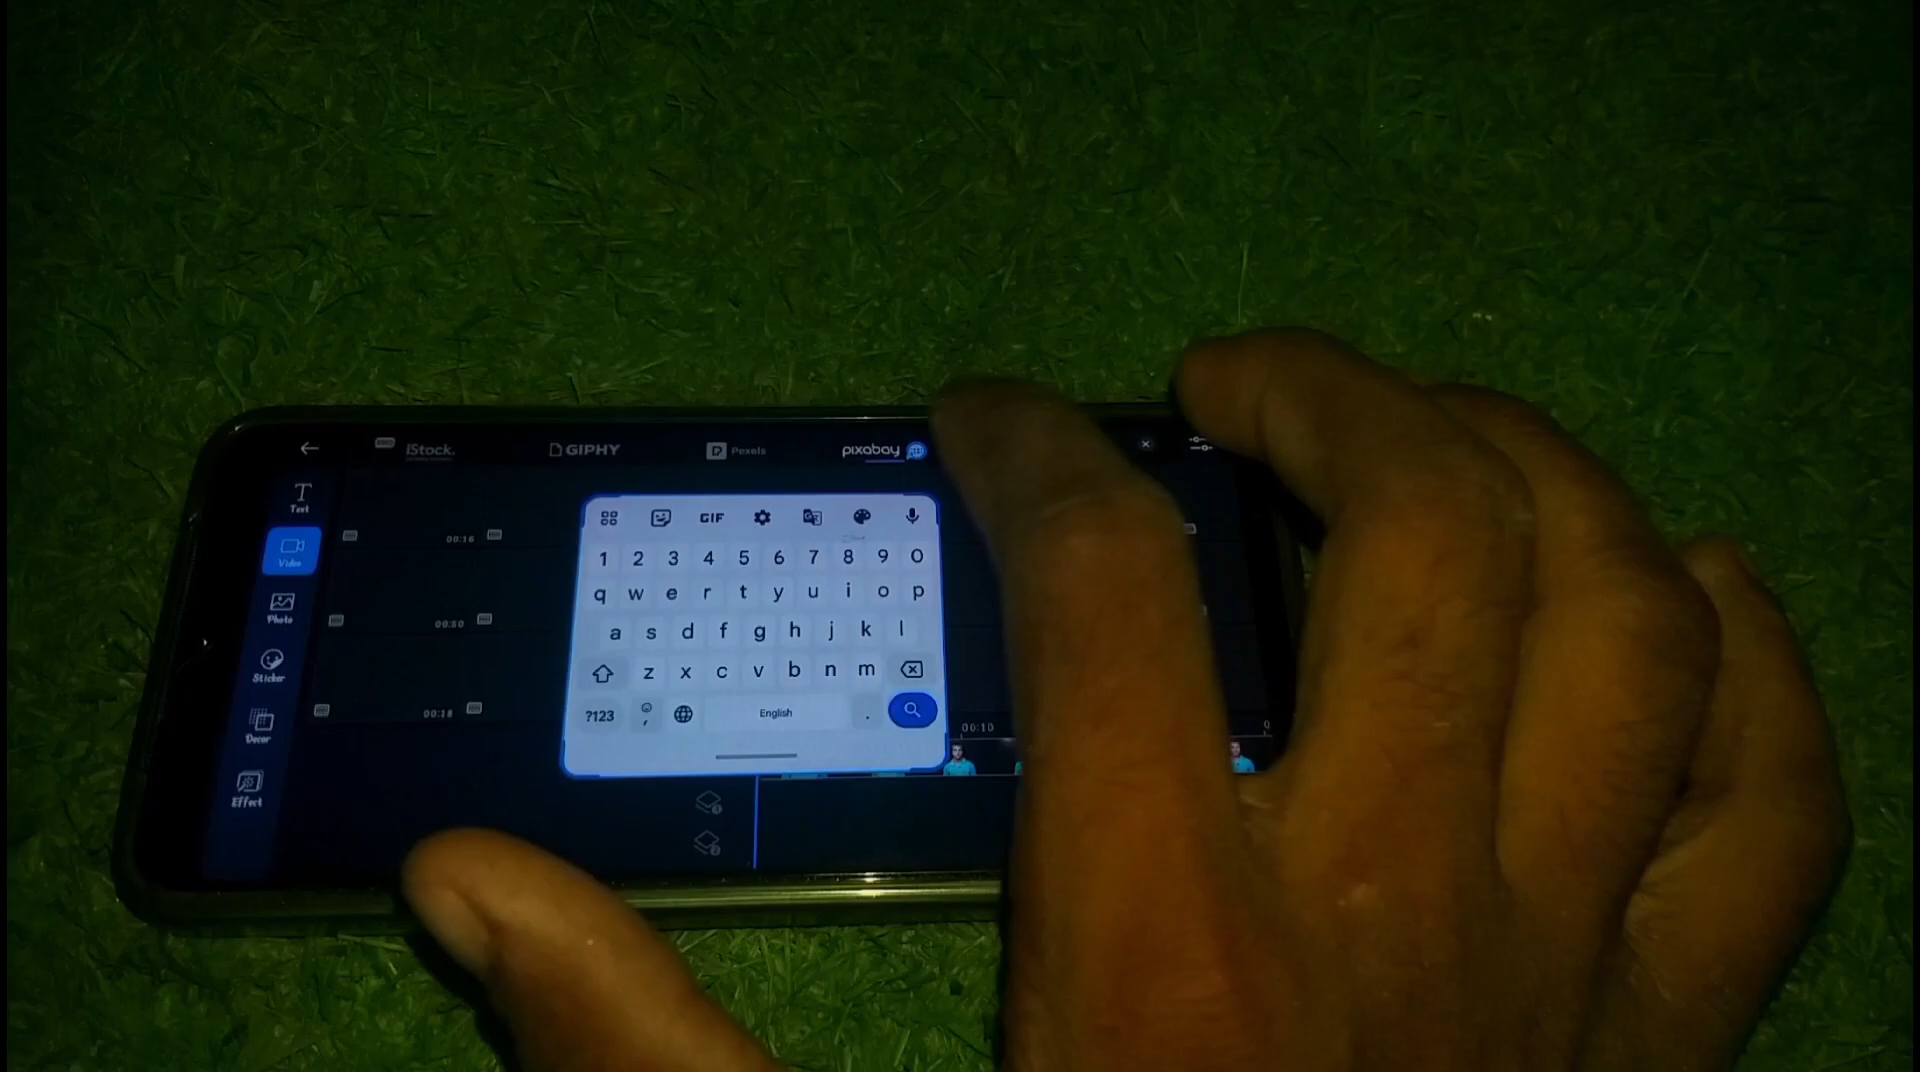 iStock.
GIPHY
Pexels
pixabay
Text
Video
Photo
Sticker
Decor
Effect
00:16
00:50
00:18
GIF
1 2 3 4 5 6 7 8 9 0
q w e r t y u i o p
a s d f g h j k l
z x c v b n m
?123 , English .
00:10